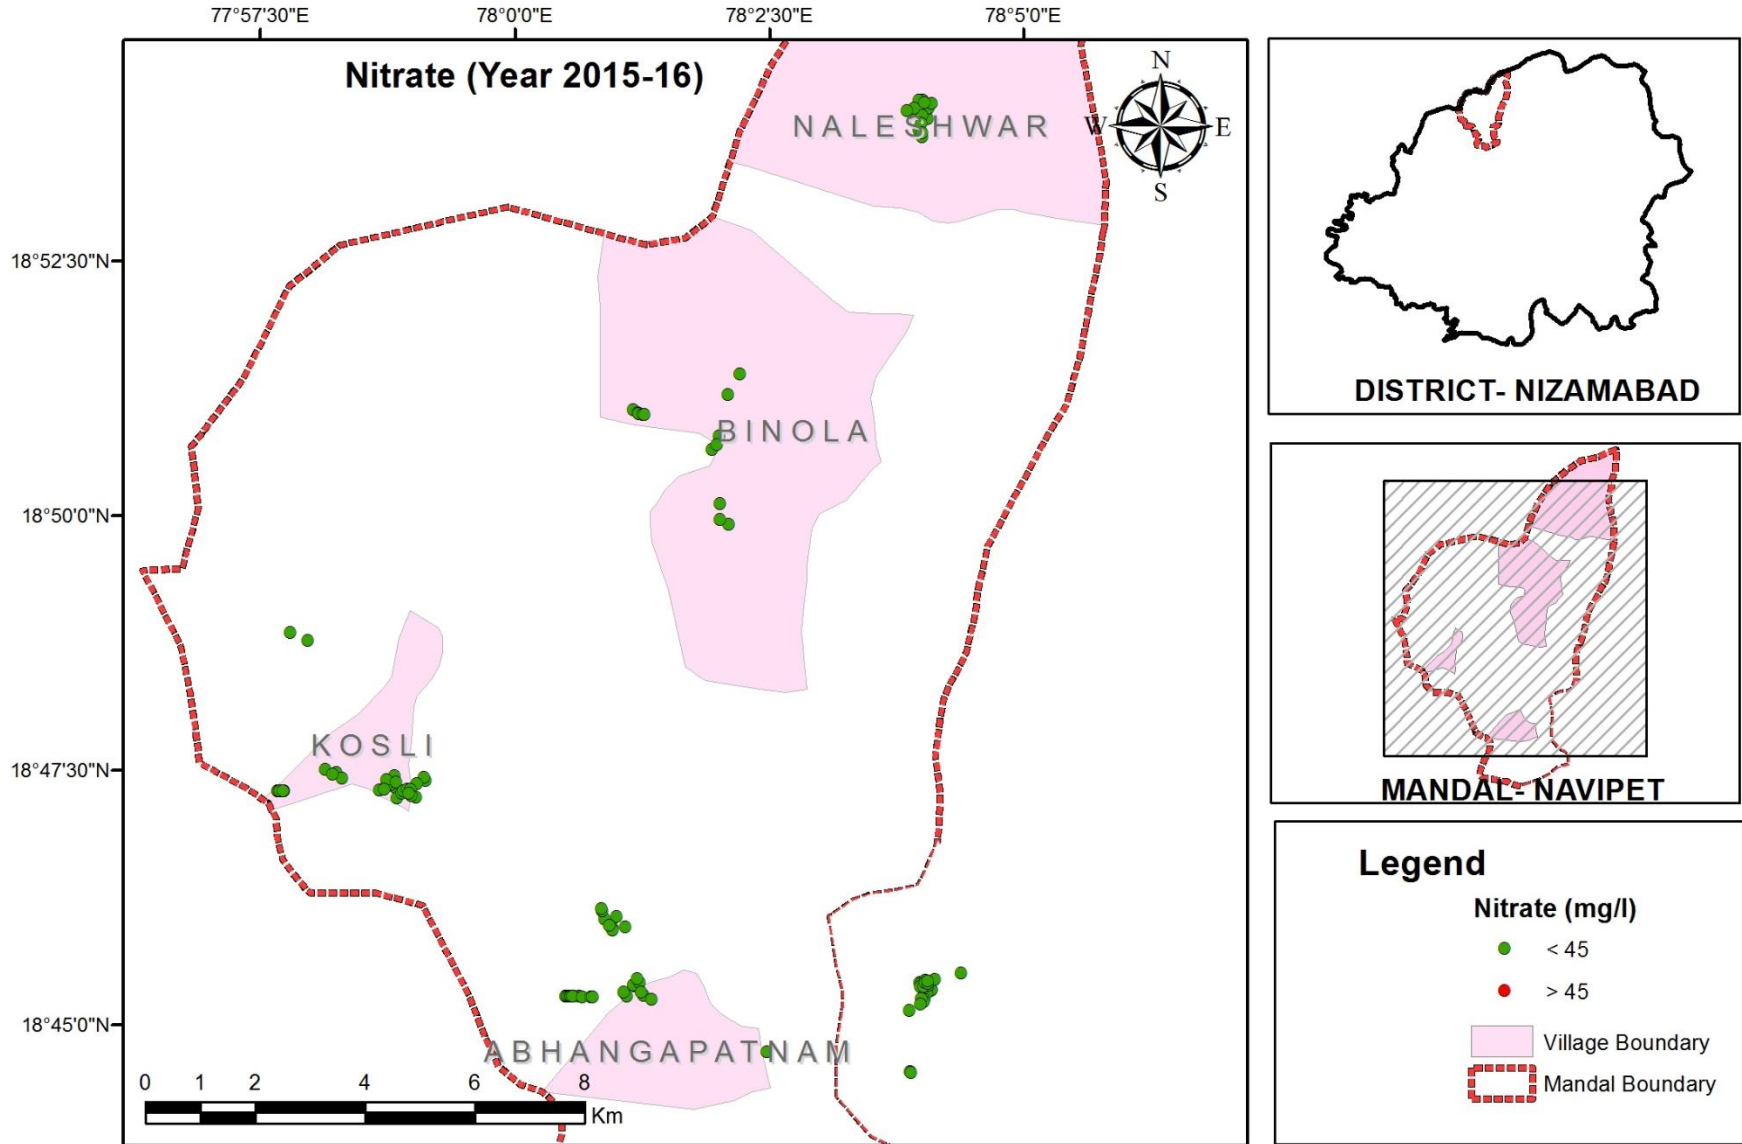 77°57'30"E 78°0'0"E 78°2'30"E 78°5'0"E
Nitrate (Year 2015-16)
N
W E
S
NALESHWAR
18°52'30"N
BINOLA
18°50'0"N
KOSLI
18°47'30"N
18°45'0"N
ABHANGAPATNAM
0 1 2 4 6 8
Km
DISTRICT- NIZAMABAD
MANDAL- NAVIPET
Legend
Nitrate (mg/l)
< 45
> 45
Village Boundary
Mandal Boundary